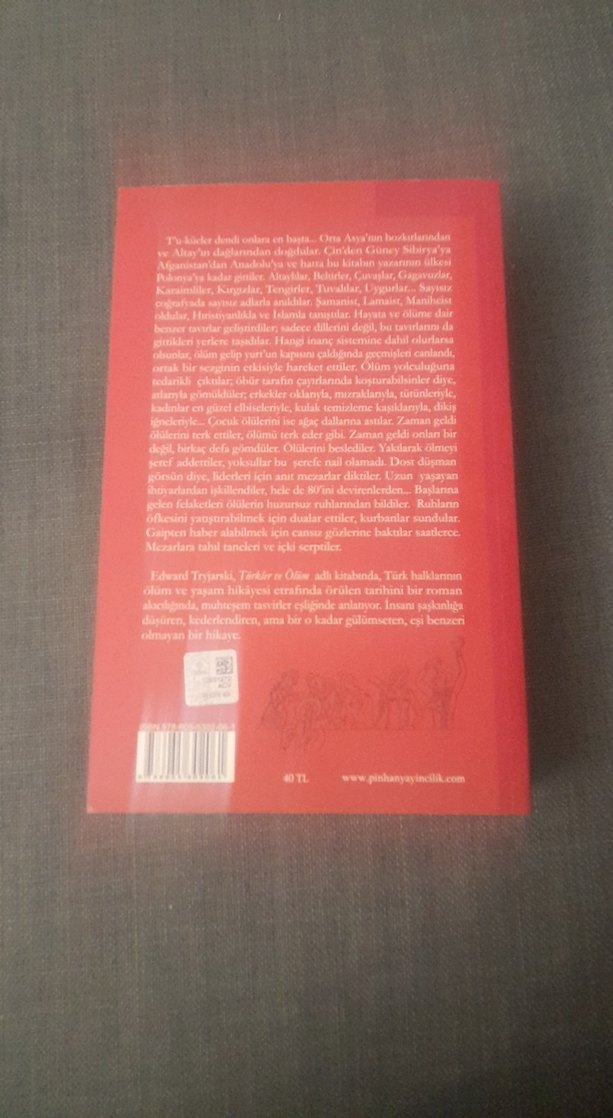 T'u-küeler dendi onlara en başta... Orta Asya'nın bozkırlarından
ve Altay'ın dağlarından doğdular. Çin'den Güney Sibirya'ya
Afganistan'dan Anadolu'ya ve hatta bu kitabın yazarının ülkesi
Polonya'ya kadar gittiler. Altaylılar, Beltirler, Çuvaşlar, Gagavuzlar,
Karaimliler, Kırgızlar, Tengirler, Tuvalılar, Uygurlar... Sayısız
coğrafyada sayısız adlarla anıldılar. Şamanist, Lamaist, Maniheist
oldular, Hıristiyanlıkla ve İslamla tanıştılar. Hayata ve ölüme dair
benzer tavırlar geliştirdiler; sadece dillerini değil, bu tavırlarını da
gittikleri yerlere taşıdılar. Hangi inanç sistemine dahil olurlarsa
olsunlar, ölüm gelip yurt'un kapısını çaldığında geçmişleri canlandı,
ortak bir sezginin etkisiyle hareket ettiler. Ölüm yolculuğuna
tedarikli çıktılar; öbür tarafın çayırlarında koşturabilsinler diye,
atlarıyla gömüldüler; erkekler oklarıyla, mızraklarıyla, tütünleriyle,
kadınlar en güzel elbiseleriyle, kulak temizleme kaşıklarıyla, dikiş
iğneleriyle... Çocuk ölülerini ise ağaç dallarına astılar. Zaman geldi
ölülerini terk ettiler, ölümü terk eder gibi. Zaman geldi onları bir
değil, birkaç defa gömdüler. Ölülerini beslediler. Yakılarak ölmeyi
şeref addettiler, yoksullar bu şerefe nail olamadı. Dost düşman
görsün diye, liderleri için anıt mezarlar diktiler. Uzun yaşayan
ihtiyarlardan işkillendiler, hele de 80'ini devirenlerden... Başlarına
gelen felaketleri ölülerin huzursuz ruhlarından bildiler. Ruhların
öfkesini yatıştırabilmek için dualar ettiler, kurbanlar sundular.
Gaipten haber alabilmek için cansız gözlerine baktılar saatlerce.
Mezarlara tahıl taneleri ve içki serptiler.
Edward Tryjarski, Türkler ve Ölüm adlı kitabında, Türk halklarının
ölüm ve yaşam hikâyesi etrafında örülen tarihini bir roman
akıcılığında, muhteşem tasvirler eşliğinde anlatıyor. İnsanı şaşkınlığa
düşüren, kederlendiren, ama bir o kadar gülümseten, eşi benzeri
olmayan bir hikaye.
ISBN
40 TL www.pinhanyayincilik.com